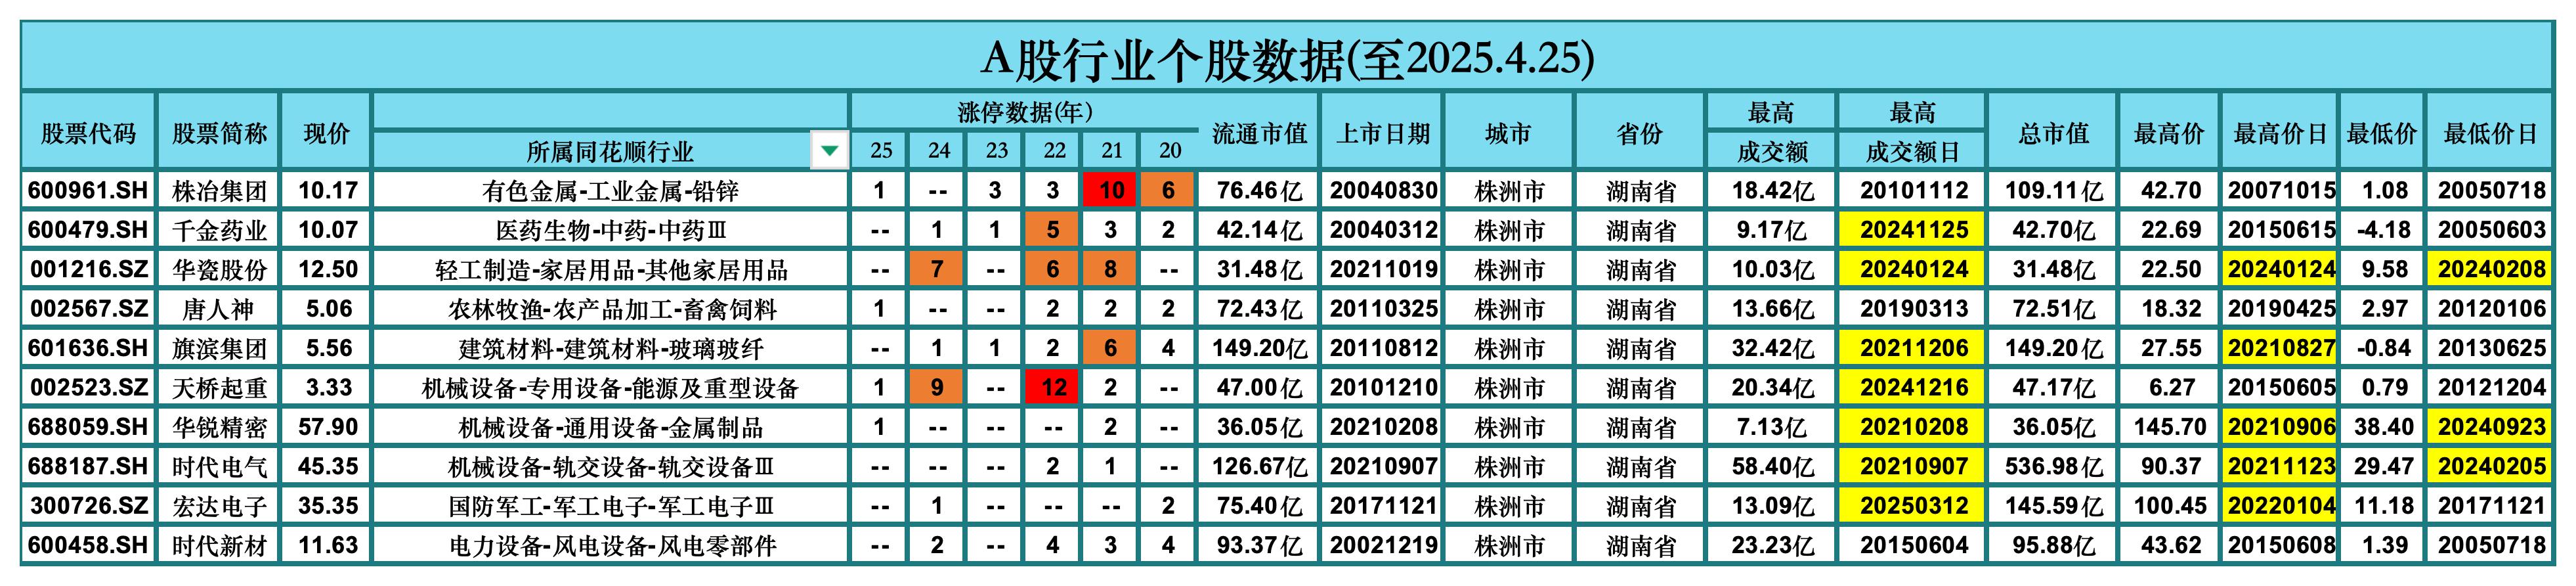 A股行业个股数据(至2025.4.25)
股票代码 股票简称 现价 所属同花顺行业 涨停数据(年) 25 24 23 22 21 20 流通市值 上市日期 城市 省份 最高成交额 最高成交额日 总市值 最高价 最高价日 最低价 最低价日
600961.SH 株冶集团 10.17 有色金属-工业金属-铅锌 1 -- 3 3 10 6 76.46亿 20040830 株洲市 湖南省 18.42亿 20101112 109.11亿 42.70 20071015 1.08 20050718
600479.SH 千金药业 10.07 医药生物-中药-中药Ⅲ -- 1 1 5 3 2 42.14亿 20040312 株洲市 湖南省 9.17亿 20241125 42.70亿 22.69 20150615 -4.18 20050603
001216.SZ 华瓷股份 12.50 轻工制造-家居用品-其他家居用品 -- 7 -- 6 8 -- 31.48亿 20211019 株洲市 湖南省 10.03亿 20240124 31.48亿 22.50 20240124 9.58 20240208
002567.SZ 唐人神 5.06 农林牧渔-农产品加工-畜禽饲料 1 -- -- 2 2 2 72.43亿 20110325 株洲市 湖南省 13.66亿 20190313 72.51亿 18.32 20190425 2.97 20120106
601636.SH 旗滨集团 5.56 建筑材料-建筑材料-玻璃玻纤 -- 1 1 2 6 4 149.20亿 20110812 株洲市 湖南省 32.42亿 20211206 149.20亿 27.55 20210827 -0.84 20130625
002523.SZ 天桥起重 3.33 机械设备-专用设备-能源及重型设备 1 9 -- 12 2 -- 47.00亿 20101210 株洲市 湖南省 20.34亿 20241216 47.17亿 6.27 20150605 0.79 20121204
688059.SH 华锐精密 57.90 机械设备-通用设备-金属制品 1 -- -- -- 2 -- 36.05亿 20210208 株洲市 湖南省 7.13亿 20210208 36.05亿 145.70 20210906 38.40 20240923
688187.SH 时代电气 45.35 机械设备-轨交设备-轨交设备Ⅲ -- -- -- 2 1 -- 126.67亿 20210907 株洲市 湖南省 58.40亿 20210907 536.98亿 90.37 20211123 29.47 20240205
300726.SZ 宏达电子 35.35 国防军工-军工电子-军工电子Ⅲ -- 1 -- -- -- 2 75.40亿 20171121 株洲市 湖南省 13.09亿 20250312 145.59亿 100.45 20220104 11.18 20171121
600458.SH 时代新材 11.63 电力设备-风电设备-风电零部件 -- 2 -- 4 3 4 93.37亿 20021219 株洲市 湖南省 23.23亿 20150604 95.88亿 43.62 20150608 1.39 20050718